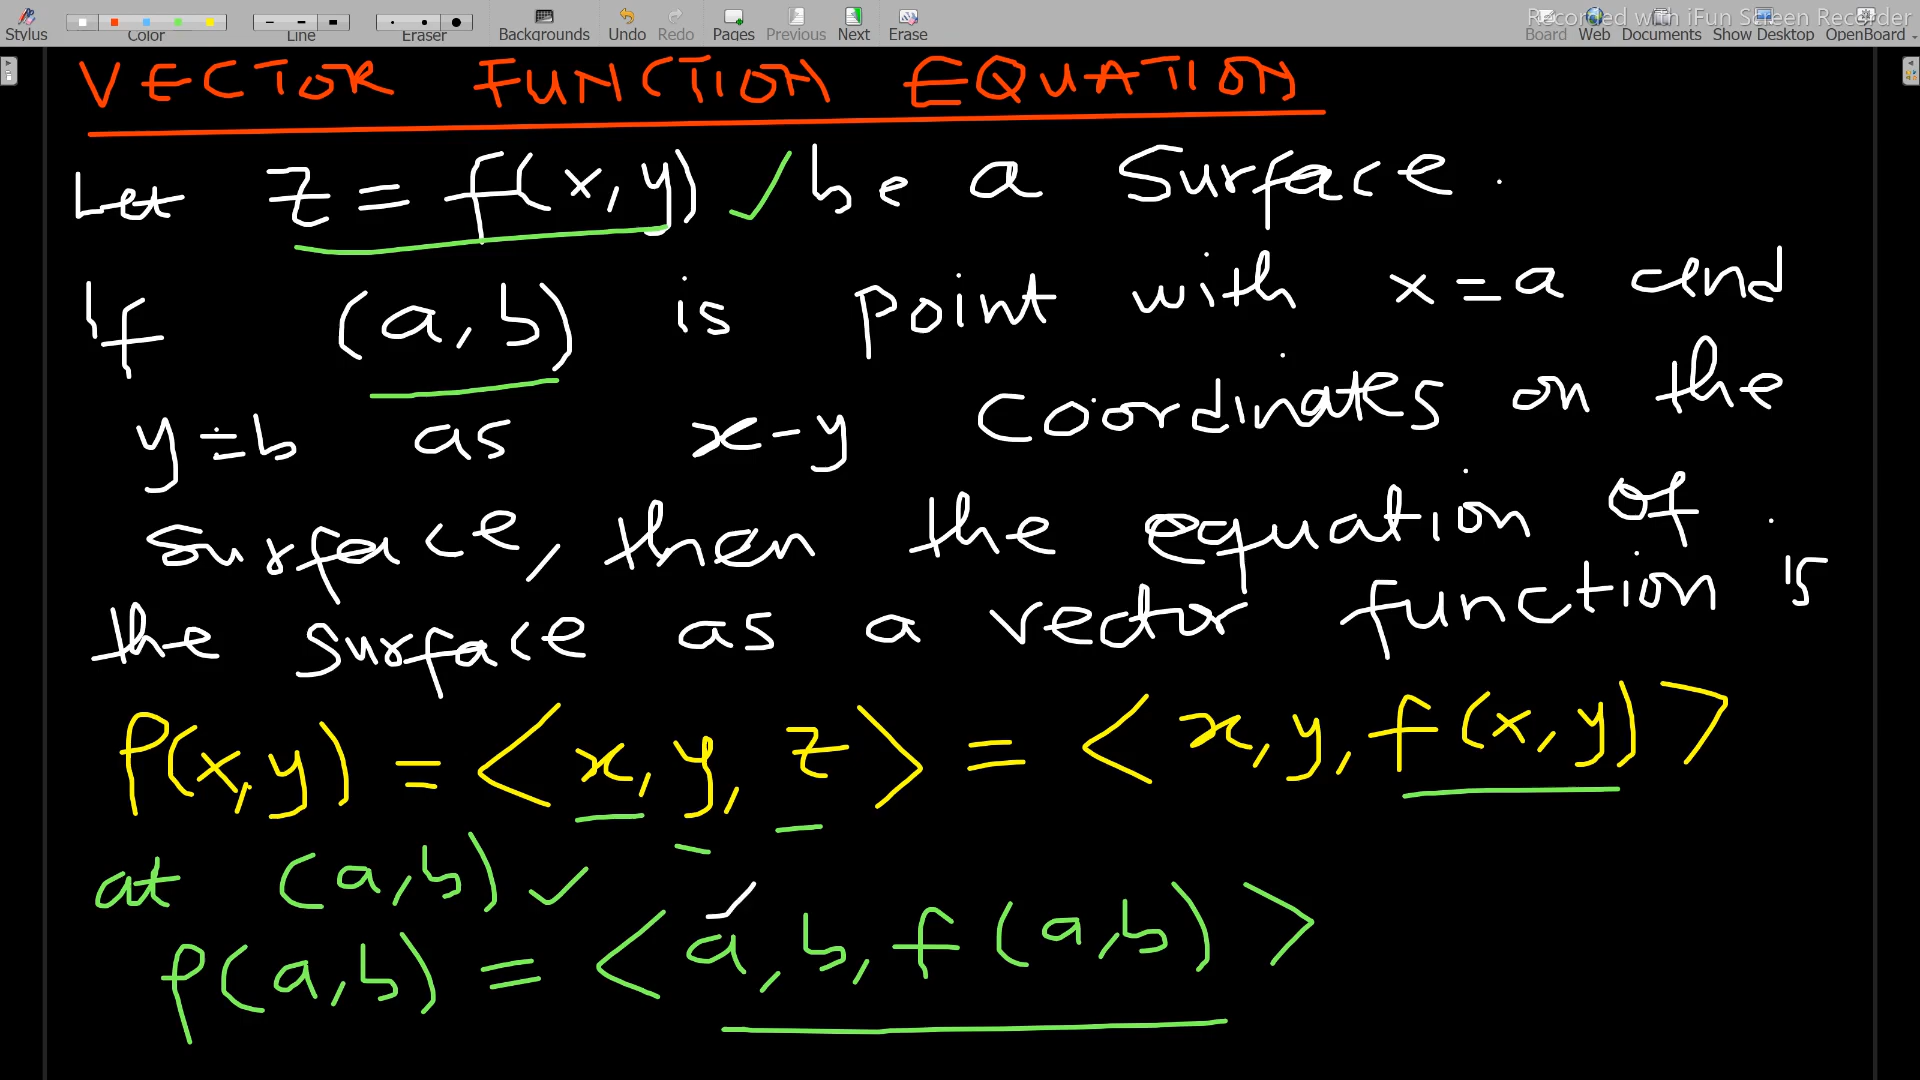 Recorded with iFun Screen Recorder
Stylus Color Line Eraser Backgrounds Undo Redo Pages Previous Next Erase Board Web Documents Show Desktop OpenBoard
VECTOR FUNCTION EQUATION
Let z = f(x,y) ✓ be a surface.
If (a,b) is point with x=a and
y=b as x-y coordinates on the
surface, then the equation of
the surface as a vector function is
P(x,y) = <x,y,z> = <x,y,f(x,y)>
at (a,b) ✓
P(a,b) = <a,b,f(a,b)>